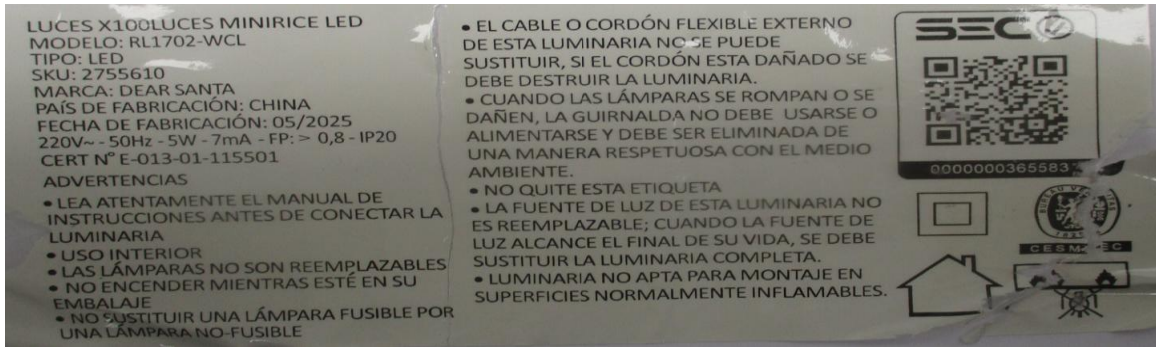 LUCES X100LUCES MINIRICE LED
MODELO: RL1702-WCL
TIPO: LED
SKU: 2755610
MARCA: DEAR SANTA
PAÍS DE FABRICACIÓN: CHINA
FECHA DE FABRICACIÓN: 05/2025
220V~ - 50Hz - 5W - 7mA - FP: > 0,8 - IP20
CERT Nº E-013-01-115501
ADVERTENCIAS
• LEA ATENTAMENTE EL MANUAL DE
INSTRUCCIONES ANTES DE CONECTAR LA
LUMINARIA
• USO INTERIOR
• LAS LÁMPARAS NO SON REEMPLAZABLES
• NO ENCENDER MIENTRAS ESTÉ EN SU
EMBALAJE
• NO SUSTITUIR UNA LÁMPARA FUSIBLE POR
UNA LÁMPARA NO-FUSIBLE
• EL CABLE O CORDÓN FLEXIBLE EXTERNO
DE ESTA LUMINARIA NO SE PUEDE
SUSTITUIR, SI EL CORDÓN ESTA DAÑADO SE
DEBE DESTRUIR LA LUMINARIA.
• CUANDO LAS LÁMPARAS SE ROMPAN O SE
DAÑEN, LA GUIRNALDA NO DEBE USARSE O
ALIMENTARSE Y DEBE SER ELIMINADA DE
UNA MANERA RESPETUOSA CON EL MEDIO
AMBIENTE.
• NO QUITE ESTA ETIQUETA
• LA FUENTE DE LUZ DE ESTA LUMINARIA NO
ES REEMPLAZABLE; CUANDO LA FUENTE DE
LUZ ALCANCE EL FINAL DE SU VIDA, SE DEBE
SUSTITUIR LA LUMINARIA COMPLETA.
• LUMINARIA NO APTA PARA MONTAJE EN
SUPERFICIES NORMALMENTE INFLAMABLES.
SEC
BUREAU VERITAS